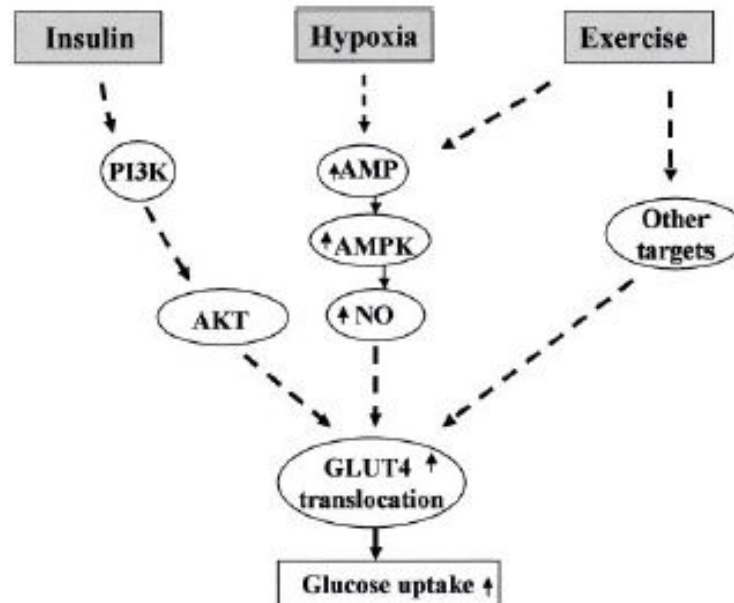 Insulin
Hypoxia
Exercise
PI3K
↑AMP
↑AMPK
Other
targets
AKT
↑NO
GLUT4 ↑
translocation
Glucose uptake ↑